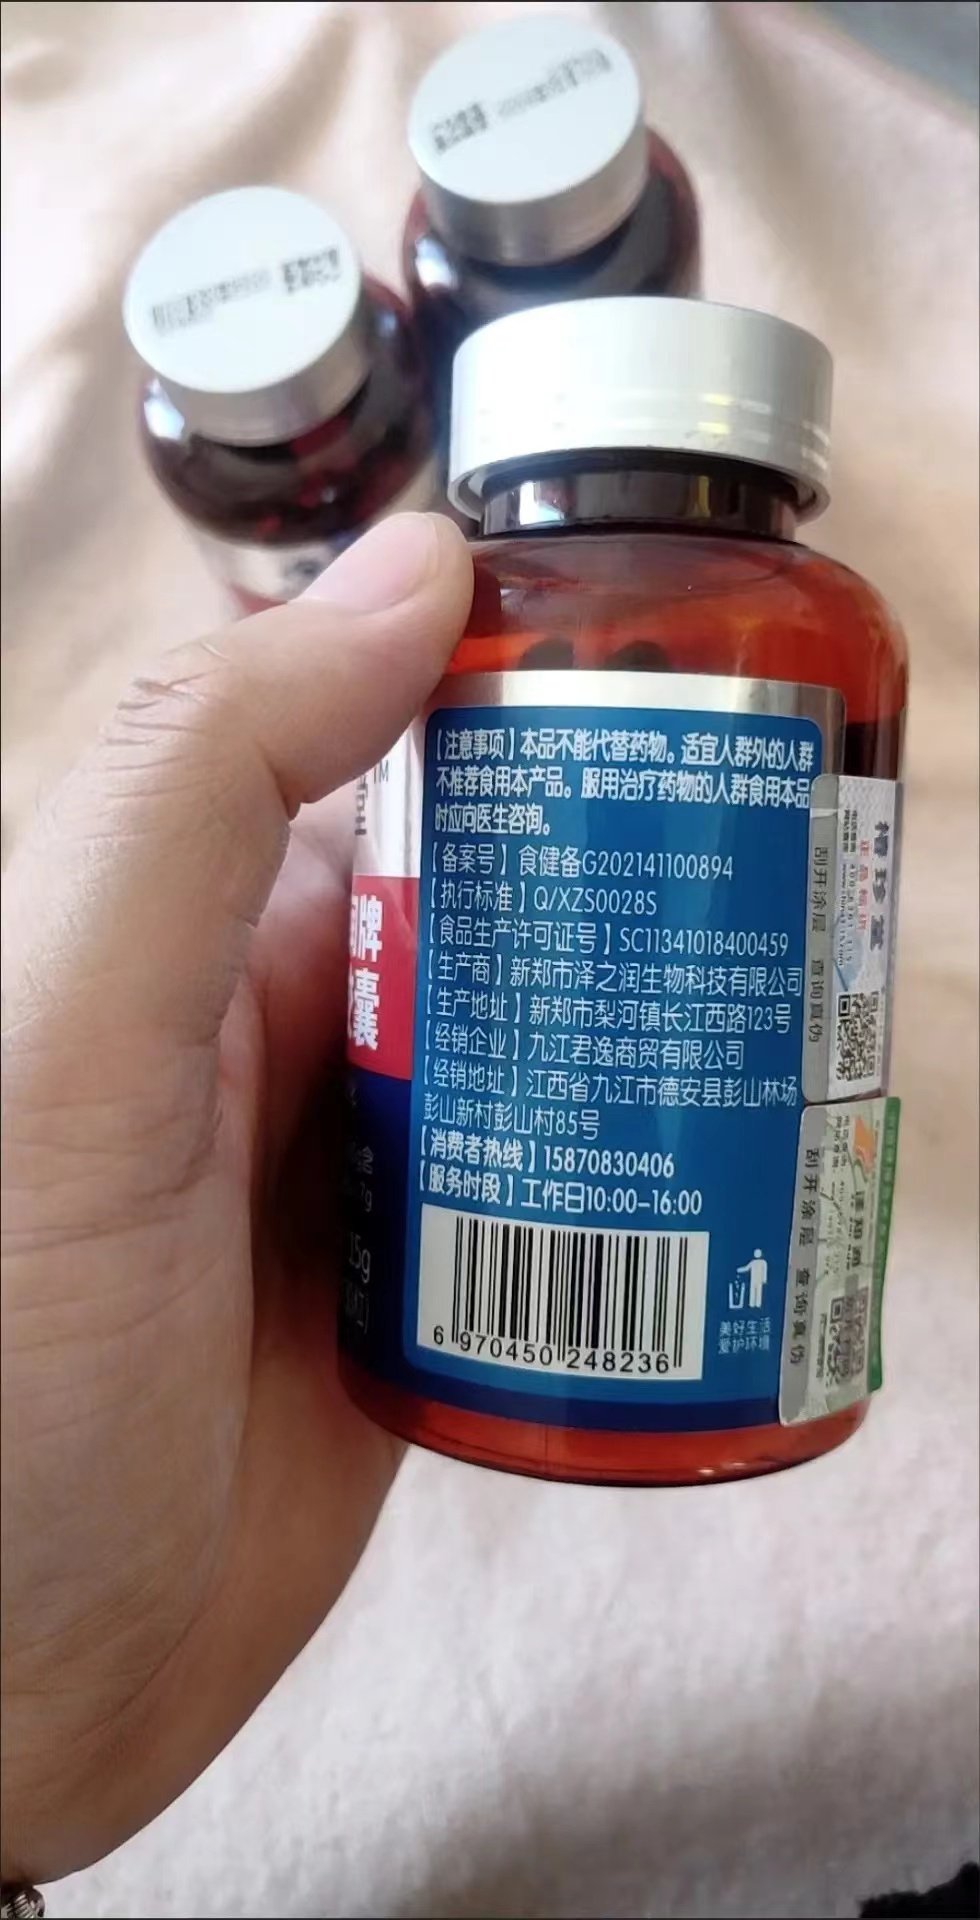 【注意事项】本品不能代替药物。适宜人群外的人群
不推荐食用本产品。服用治疗药物的人群食用本品
时应向医生咨询。
【备案号】食健备G202141100894
【执行标准】Q/XZS0028S
【食品生产许可证号】SC11341018400459
【生产商】新郑市泽之润生物科技有限公司
【生产地址】新郑市梨河镇长江西路123号
【经销企业】九江君逸商贸有限公司
【经销地址】江西省九江市德安县彭山林场
彭山新村彭山村85号
【消费者热线】15870830406
【服务时段】工作日10:00-16:00
6 970450 248236
美好生活
爱护环境
TM
牌
囊
15g
刮开涂层 查询真伪
刮开涂层 查询真伪